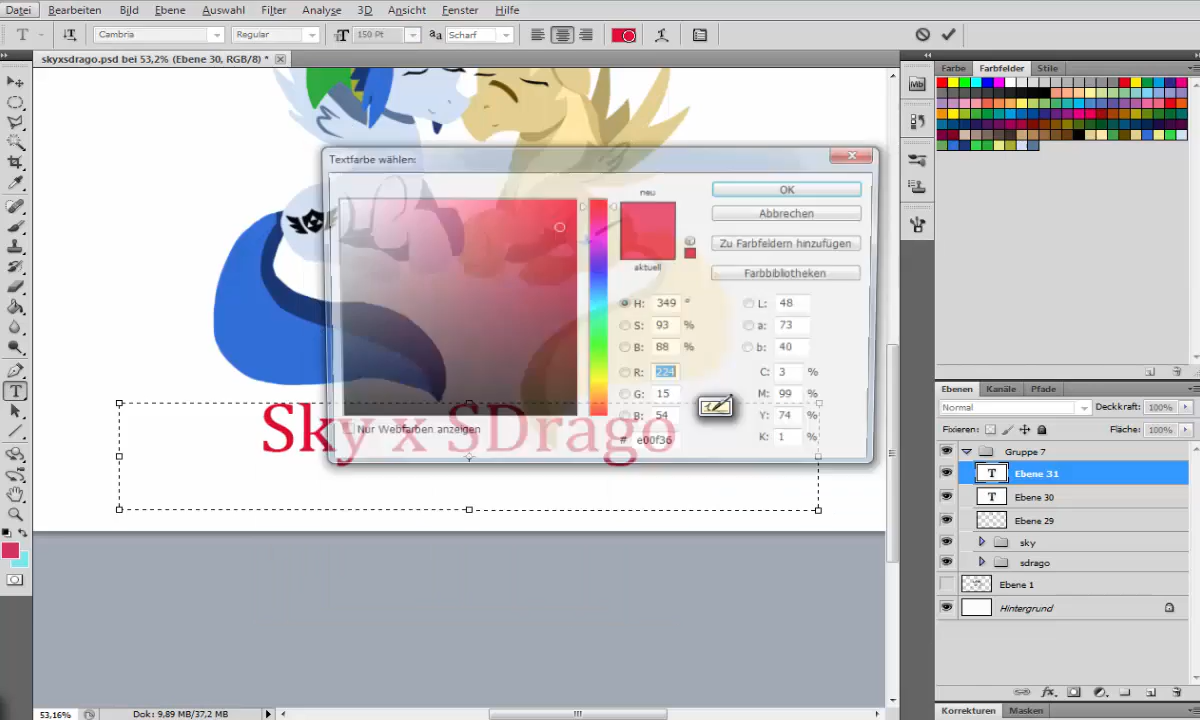 Datei Bearbeiten Bild Ebene Auswahl Filter Analyse 3D Ansicht Fenster Hilfe
T Cambria Regular T 150 Pt aa Scharf
skyxsdrago.psd bei 53,2% (Ebene 30, RGB/8) *
Farbe Farbfelder Stile
Mb
Textfarbe wählen:
neu
aktuell
OK
Abbrechen
Zu Farbfeldern hinzufügen
Farbbibliotheken
H: 349 ° L: 48
S: 93 % a: 73
B: 88 % b: 40
R: 224 C: 3 %
G: 15 M: 99 %
B: 54 Y: 74 %
# e00f36 K: 1 %
Nur Webfarben anzeigen
Sky x SDrago
Ebenen Kanäle Pfade
Normal Deckkraft: 100%
Fixieren: Fläche: 100%
Gruppe 7
T Ebene 31
T Ebene 30
Ebene 29
sky
sdrago
Ebene 1
Hintergrund
fx
Korrekturen Masken
53,16% Dok: 9,89 MB/37,2 MB